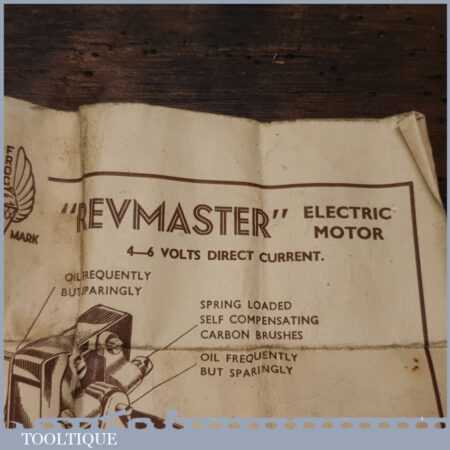 FROG
MARK
"REVMASTER" ELECTRIC
MOTOR
4—6 VOLTS DIRECT CURRENT.
OIL FREQUENTLY
BUT SPARINGLY
SPRING LOADED
SELF COMPENSATING
CARBON BRUSHES
OIL FREQUENTLY
BUT SPARINGLY
TOOLTIQUE